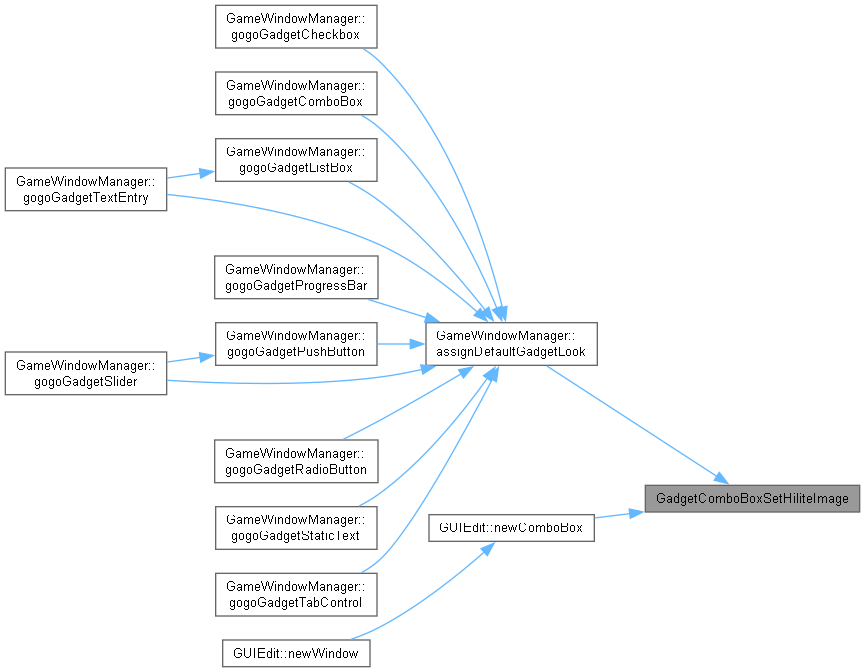 GameWindowManager::
gogoGadgetCheckbox
GameWindowManager::
gogoGadgetComboBox
GameWindowManager::
gogoGadgetListBox
GameWindowManager::
gogoGadgetTextEntry
GameWindowManager::
gogoGadgetProgressBar
GameWindowManager::
gogoGadgetPushButton
GameWindowManager::
assignDefaultGadgetLook
GameWindowManager::
gogoGadgetSlider
GameWindowManager::
gogoGadgetRadioButton
GadgetComboBoxSetHiliteImage
GameWindowManager::
gogoGadgetStaticText
GUIEdit::newComboBox
GameWindowManager::
gogoGadgetTabControl
GUIEdit::newWindow